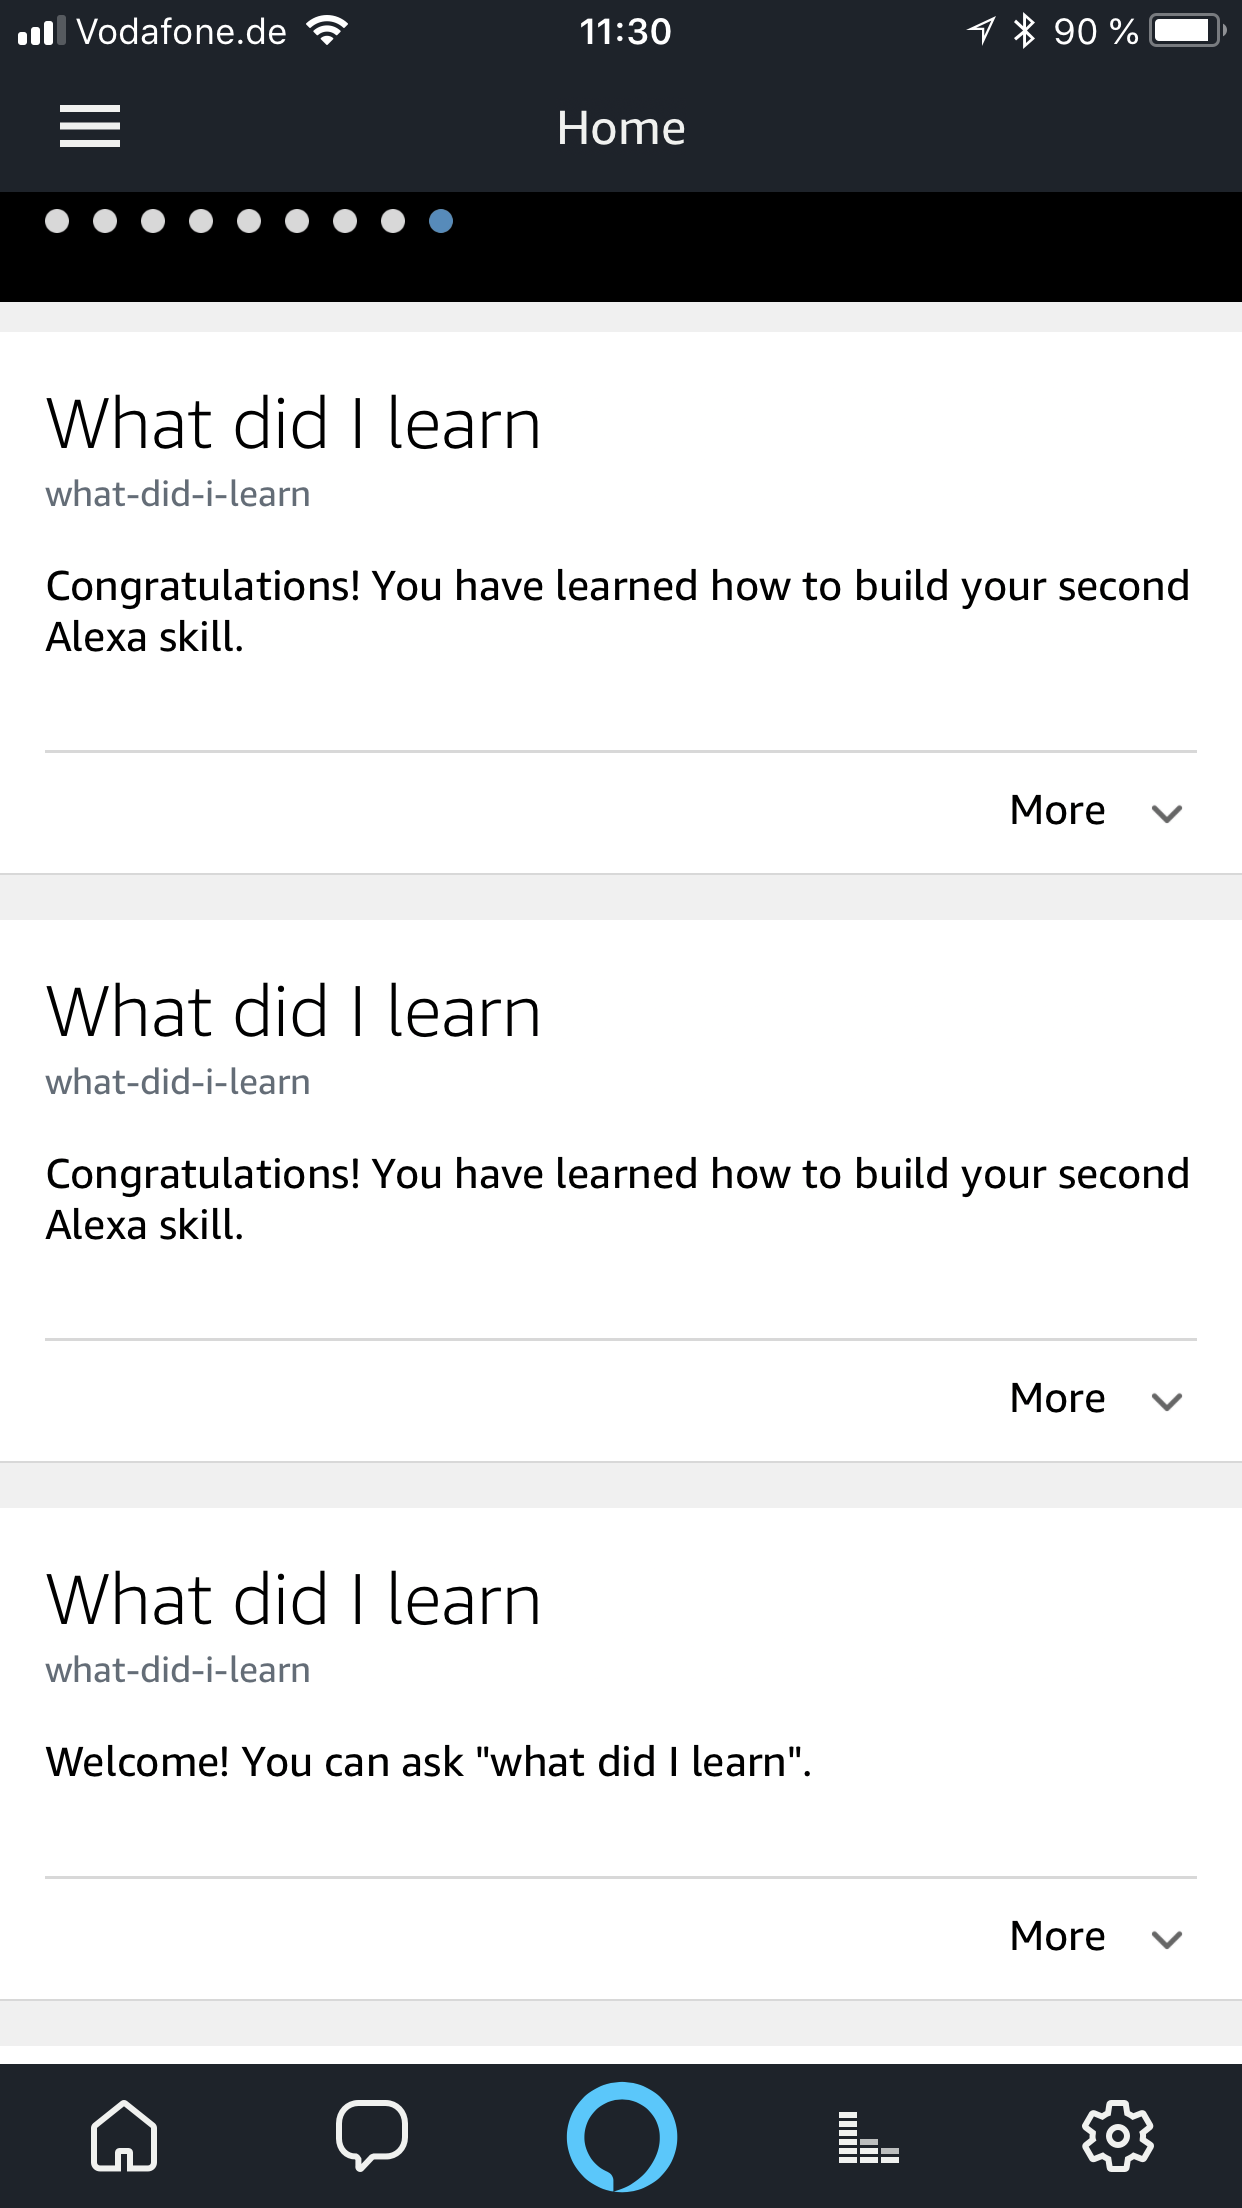 Vodafone.de 11:30 90 %
Home
What did I learn
what-did-i-learn
Congratulations! You have learned how to build your second
Alexa skill.
More
What did I learn
what-did-i-learn
Congratulations! You have learned how to build your second
Alexa skill.
More
What did I learn
what-did-i-learn
Welcome! You can ask "what did I learn".
More